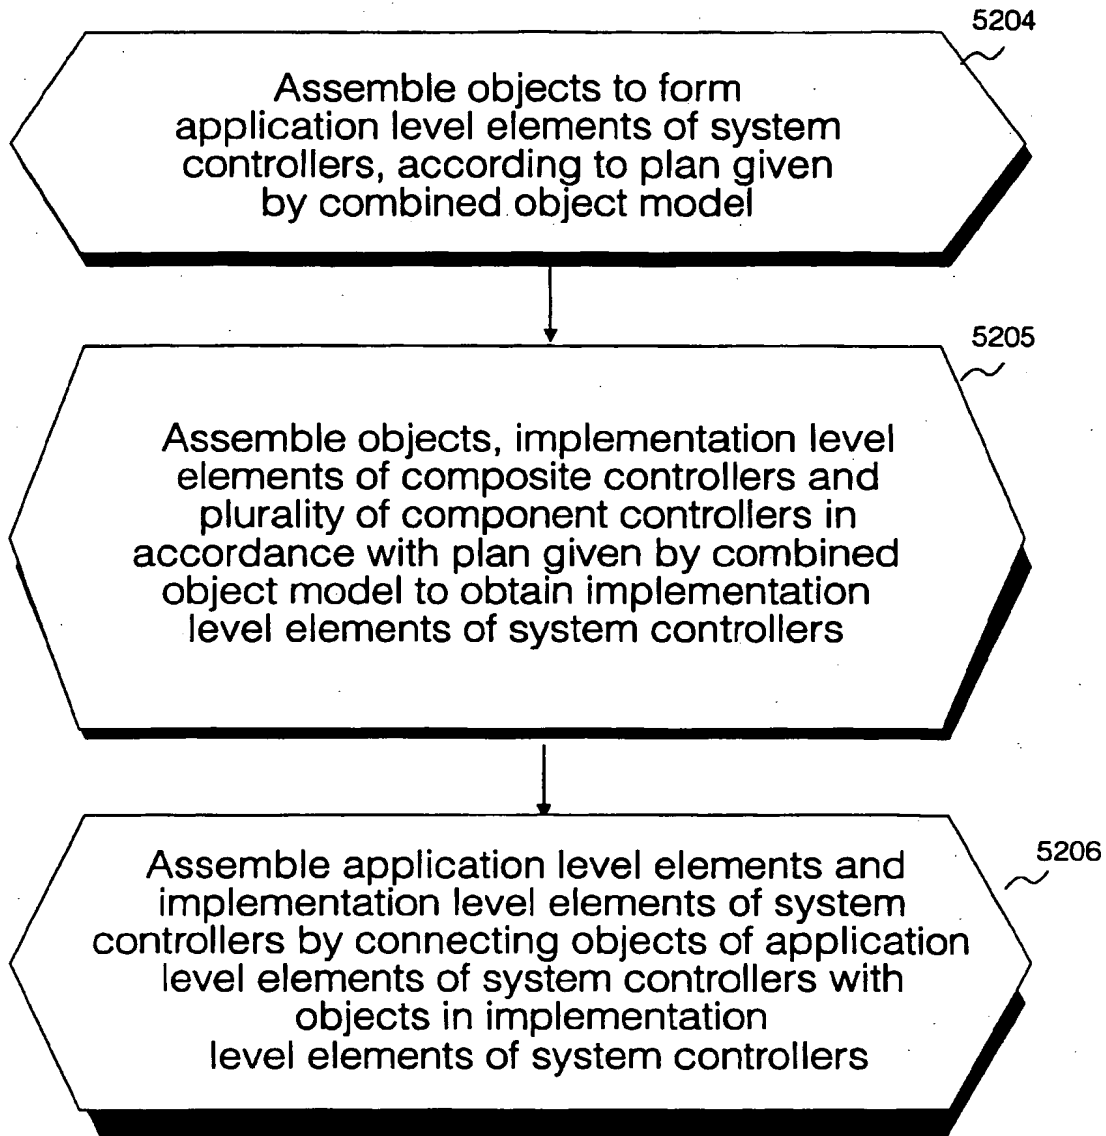 5204
Assemble objects to form
application level elements of system
controllers, according to plan given
by combined object model
5205
Assemble objects, implementation level
elements of composite controllers and
plurality of component controllers in
accordance with plan given by combined
object model to obtain implementation
level elements of system controllers
5206
Assemble application level elements and
implementation level elements of system
controllers by connecting objects of application
level elements of system controllers with
objects in implementation
level elements of system controllers